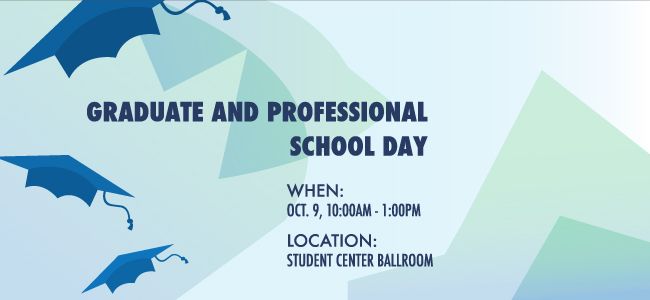 GRADUATE AND PROFESSIONAL
SCHOOL DAY
WHEN:
OCT. 9, 10:00AM - 1:00PM
LOCATION:
STUDENT CENTER BALLROOM